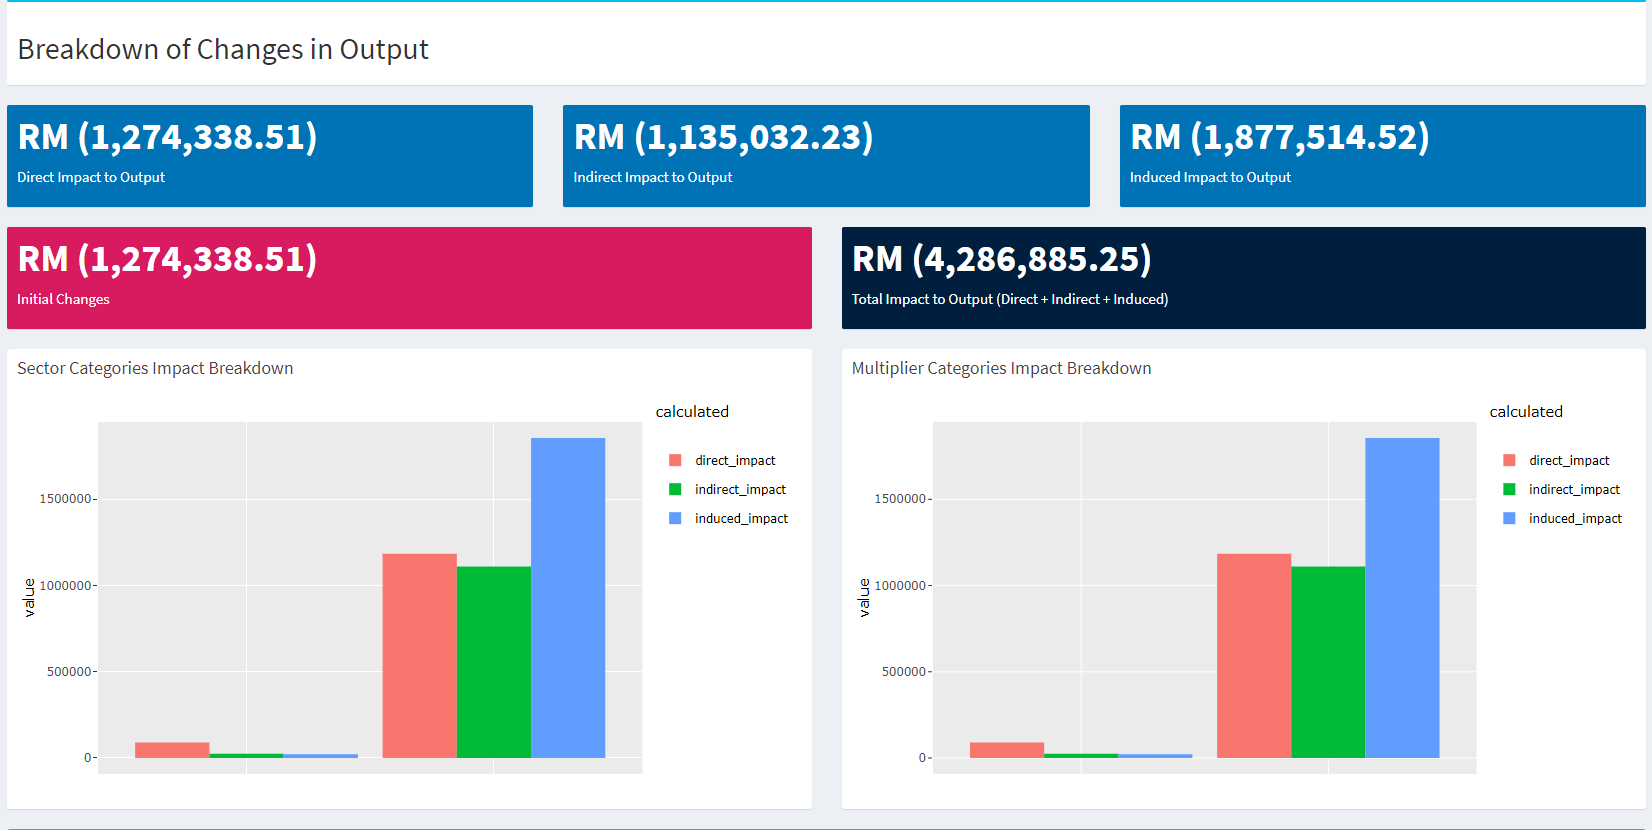 Breakdown of Changes in Output
RM (1,274,338.51)
Direct Impact to Output
RM (1,135,032.23)
Indirect Impact to Output
RM (1,877,514.52)
Induced Impact to Output
RM (1,274,338.51)
Initial Changes
RM (4,286,885.25)
Total Impact to Output (Direct + Indirect + Induced)
Sector Categories Impact Breakdown
calculated
direct_impact
indirect_impact
induced_impact
1500000
1000000
500000
0
value
Multiplier Categories Impact Breakdown
calculated
direct_impact
indirect_impact
induced_impact
1500000
1000000
500000
0
value